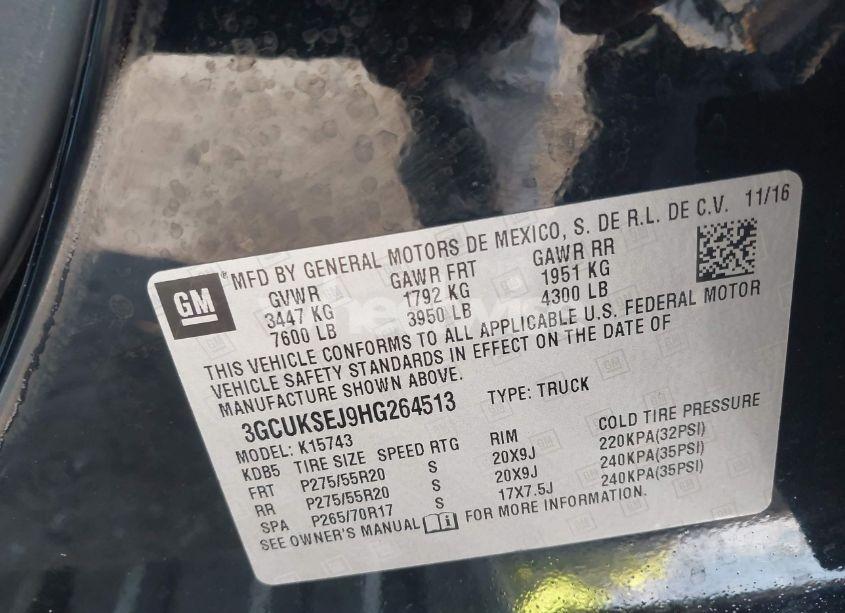 GM® MFD BY GENERAL MOTORS DE MEXICO, S. DE R.L. DE C.V. 11/16
GVWR GAWR FRT GAWR RR
3447 KG 1792 KG 1951 KG
7600 LB 3950 LB 4300 LB
THIS VEHICLE CONFORMS TO ALL APPLICABLE U.S. FEDERAL MOTOR
VEHICLE SAFETY STANDARDS IN EFFECT ON THE DATE OF
MANUFACTURE SHOWN ABOVE.
3GCUKSEJ9HG264513 TYPE: TRUCK
MODEL: K15743
KDB5 TIRE SIZE SPEED RTG RIM COLD TIRE PRESSURE
FRT P275/55R20 S 20X9J 220KPA(32PSI)
RR P275/55R20 S 20X9J 240KPA(35PSI)
SPA P265/70R17 S 17X7.5J 240KPA(35PSI)
SEE OWNER'S MANUAL FOR MORE INFORMATION.